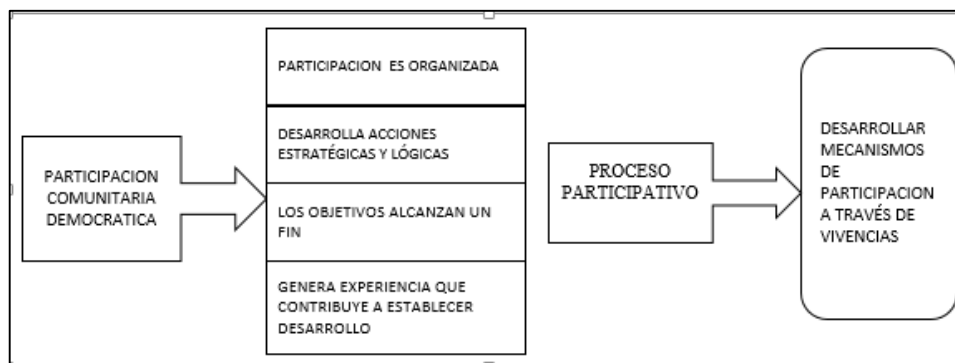 PARTICIPACION
COMUNITARIA
DEMOCRATICA
PARTICIPACION ES ORGANIZADA
DESARROLLA ACCIONES
ESTRATÉGICAS Y LÓGICAS
LOS OBJETIVOS ALCANZAN UN
FIN
GENERA EXPERIENCIA QUE
CONTRIBUYE A ESTABLECER
DESARROLLO
PROCESO
PARTICIPATIVO
DESARROLLAR
MECANISMOS
DE
PARTICIPACION
A TRAVÉS DE
VIVENCIAS